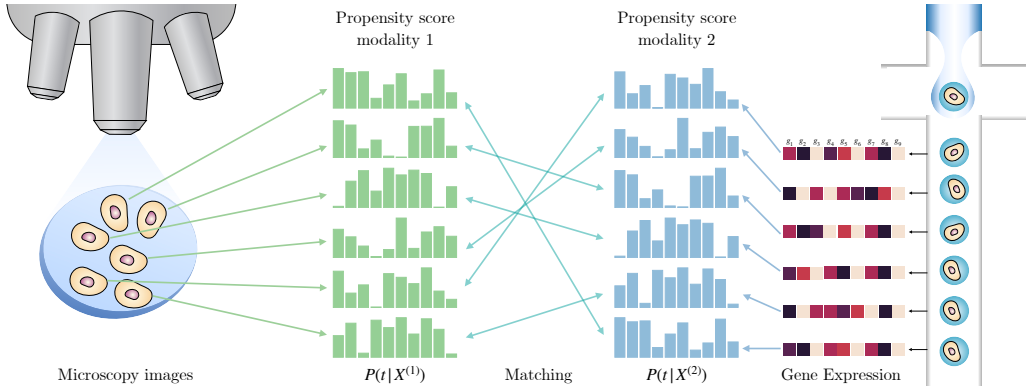 Propensity score
modality 1
Propensity score
modality 2
g₁ g₂ g₃ g₄ g₅ g₆ g₇ g₈ g₉
Microscopy images
P(t|X⁽¹⁾)
Matching
P(t|X⁽²⁾)
Gene Expression